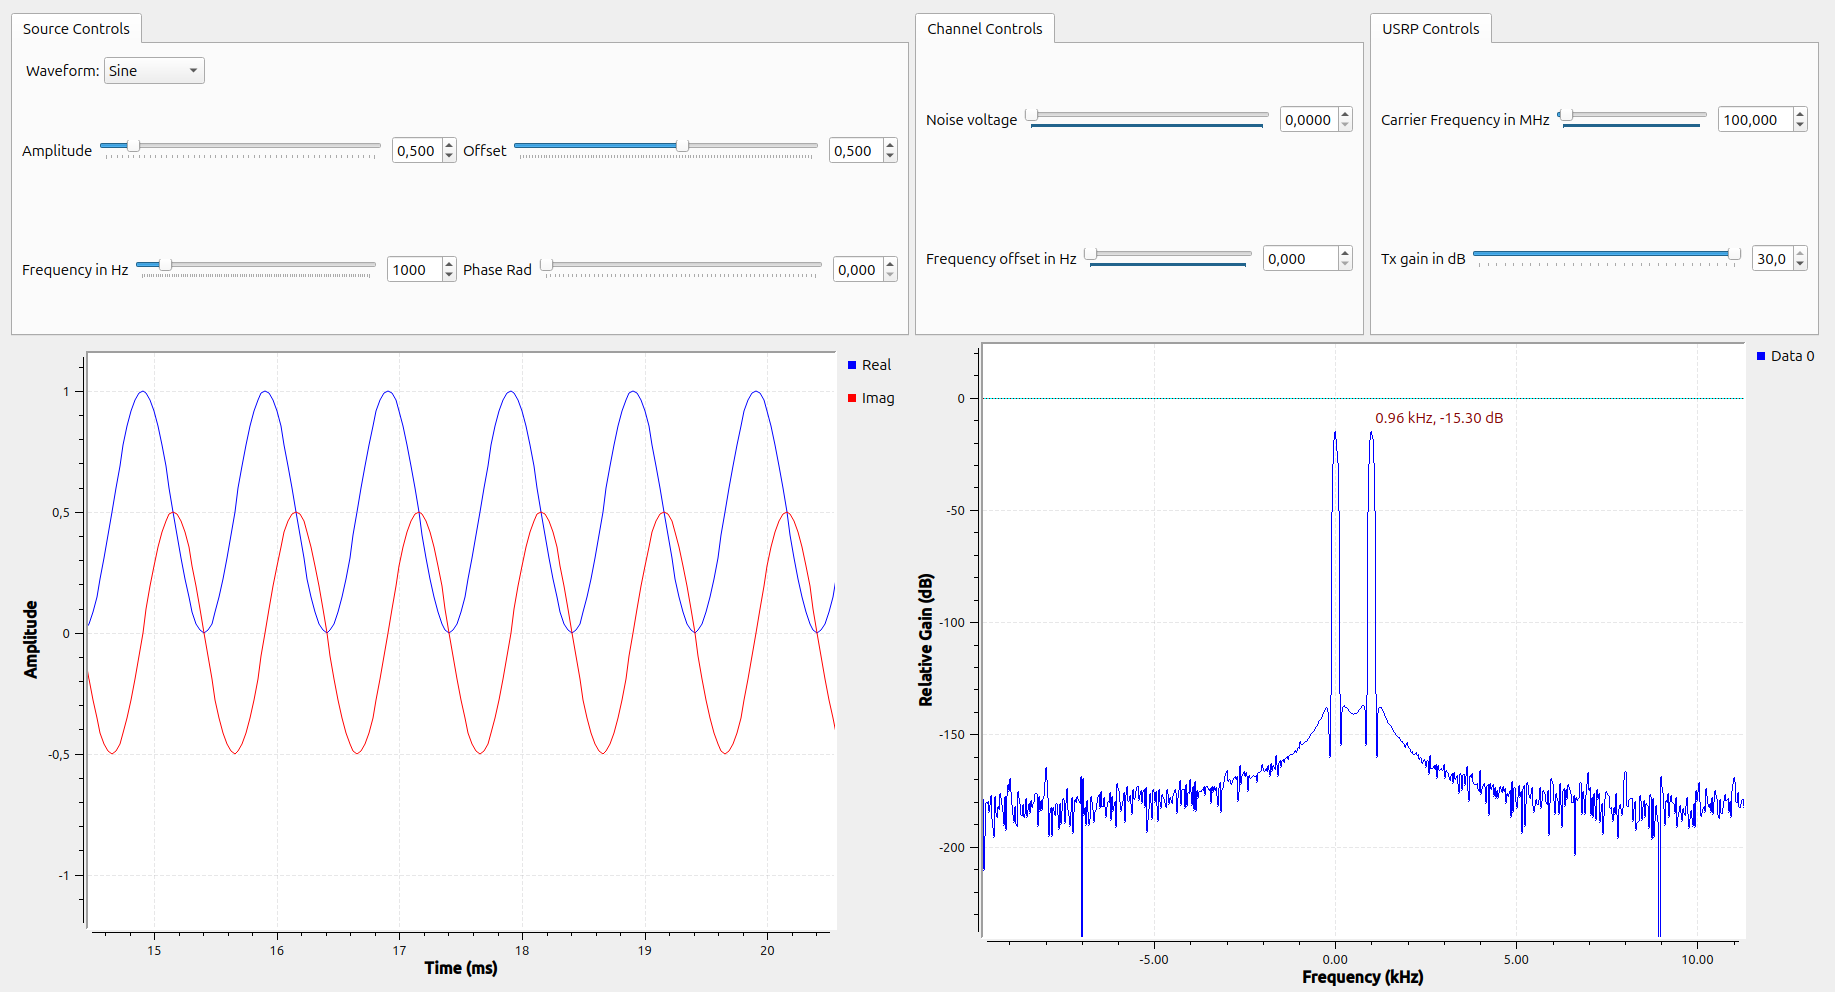 Source Controls
Waveform: Sine
Amplitude 0,500 Offset 0,500
Frequency in Hz 1000 Phase Rad 0,000
Channel Controls
Noise voltage 0,0000
Frequency offset in Hz 0,000
USRP Controls
Carrier Frequency in MHz 100,000
Tx gain in dB 30,0
Real
Imag
1
0,5
0
-0,5
-1
Amplitude
15 16 17 18 19 20
Time (ms)
Data 0
0.96 kHz, -15.30 dB
0
-50
-100
-150
-200
Relative Gain (dB)
-5.00 0.00 5.00 10.00
Frequency (kHz)